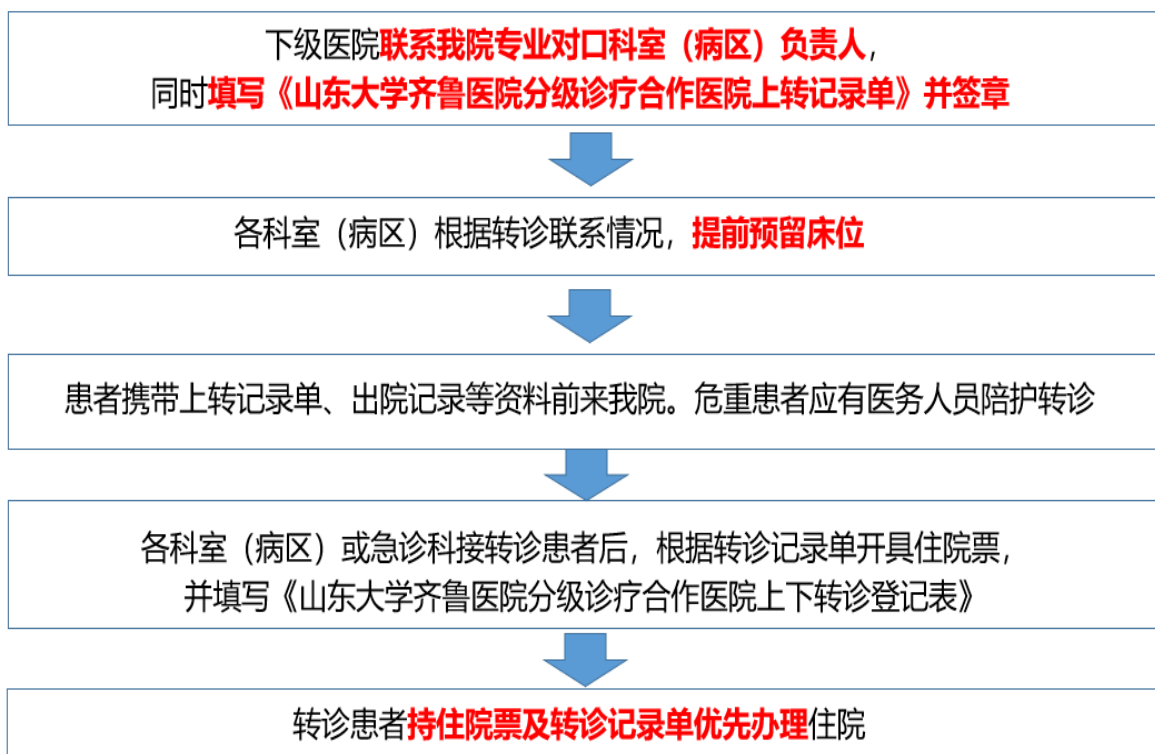 下级医院联系我院专业对口科室（病区）负责人，
同时填写《山东大学齐鲁医院分级诊疗合作医院上转记录单》并签章
各科室（病区）根据转诊联系情况，提前预留床位
患者携带上转记录单、出院记录等资料前来我院。危重患者应有医务人员陪护转诊
各科室（病区）或急诊科接转诊患者后，根据转诊记录单开具住院票，
并填写《山东大学齐鲁医院分级诊疗合作医院上下转诊登记表》
转诊患者持住院票及转诊记录单优先办理住院